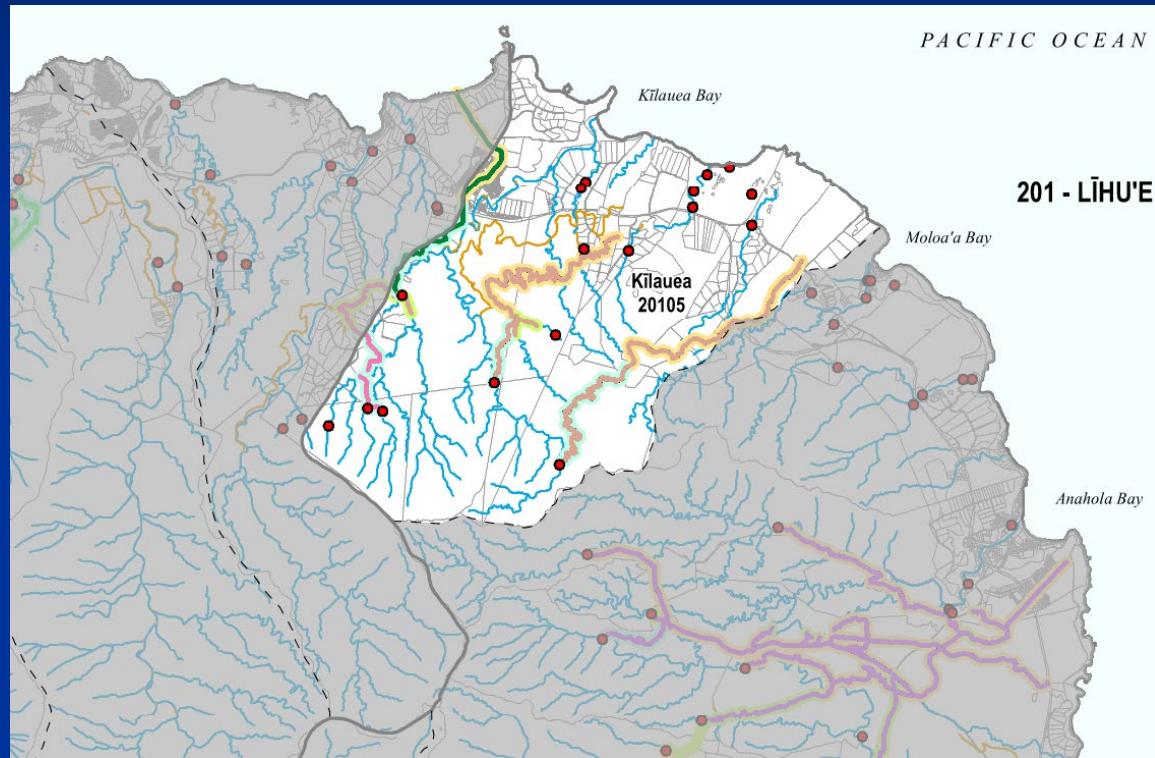 PACIFIC OCEAN
Kīlauea Bay
201 - LĪHU'E
Moloa'a Bay
Kīlauea
20105
Anahola Bay